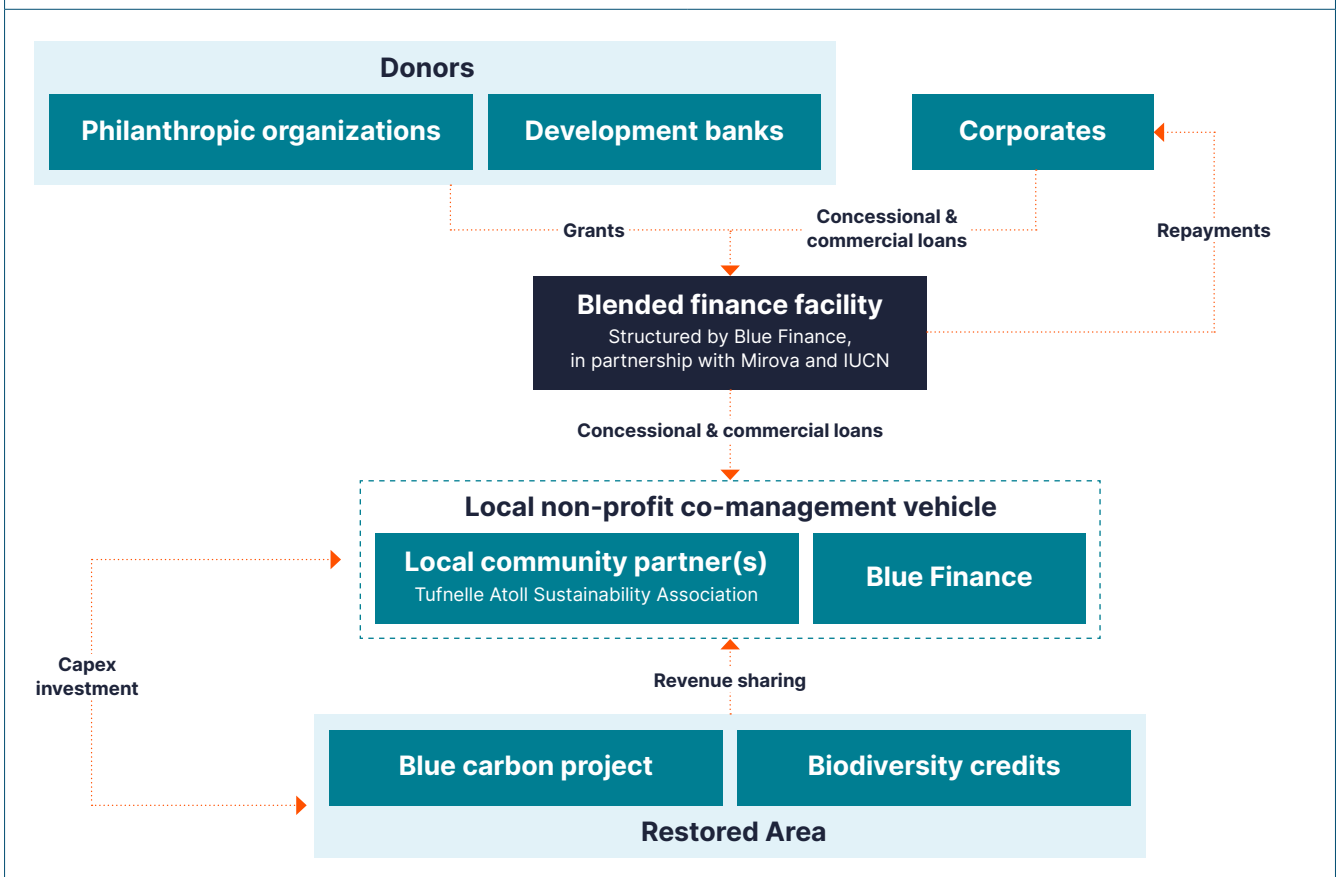 Donors
Philanthropic organizations
Development banks
Corporates
Grants
Concessional &
commercial loans
Repayments
Blended finance facility
Structured by Blue Finance,
in partnership with Mirova and IUCN
Concessional & commercial loans
Local non-profit co-management vehicle
Local community partner(s)
Tufnelle Atoll Sustainability Association
Blue Finance
Capex
investment
Revenue sharing
Blue carbon project
Biodiversity credits
Restored Area